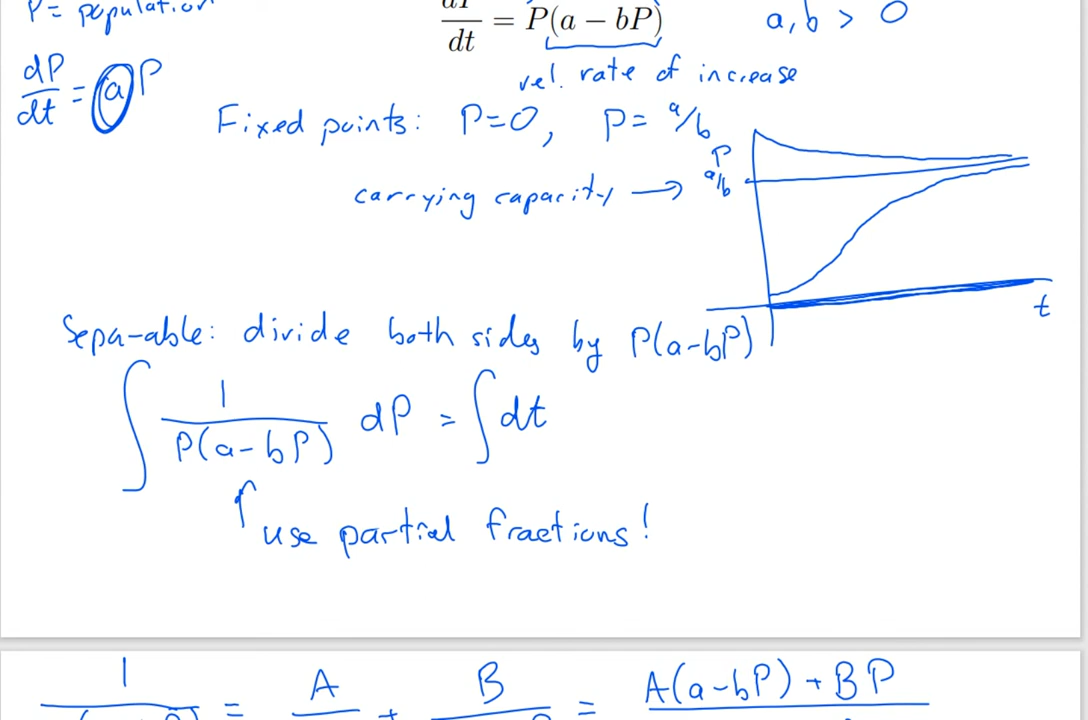 P = population
dP/dt = P(a − bP)   a, b > 0
dP/dt = aP
rel. rate of increase
Fixed points: P=0, P= a/b
P
carrying capacity → a/b
t
Separable: divide both sides by P(a-bP)
∫ 1/(P(a-bP)) dP = ∫ dt
↑ use partial fractions!
1 = A + B = A(a-bP) + BP